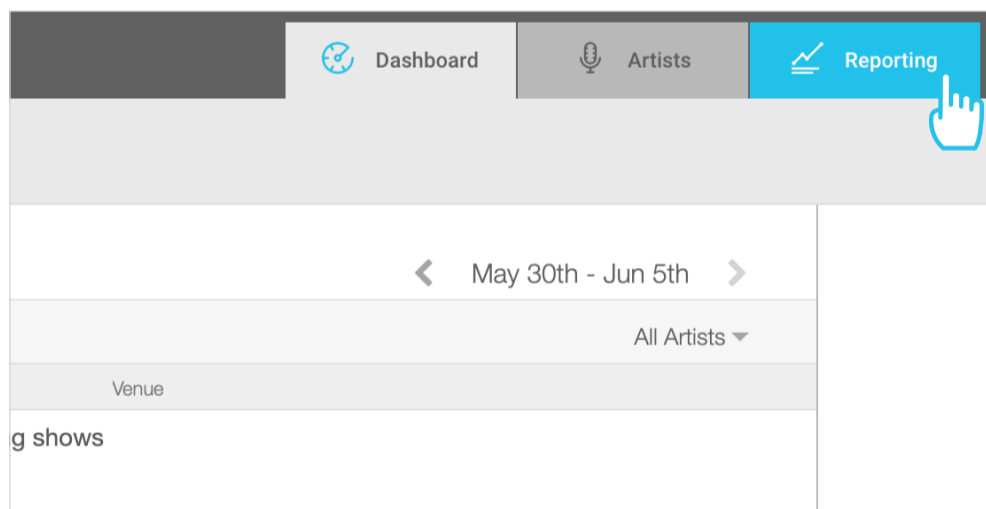 Dashboard Artists Reporting
May 30th - Jun 5th
All Artists
Venue
g shows